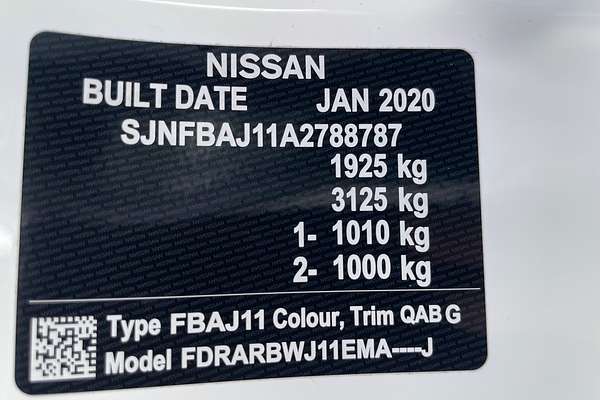 NISSAN
BUILT DATE JAN 2020
SJNFBAJ11A2788787
1925 kg
3125 kg
1- 1010 kg
2- 1000 kg
Type FBAJ11 Colour, Trim QAB G
Model FDRARBWJ11EMA----J